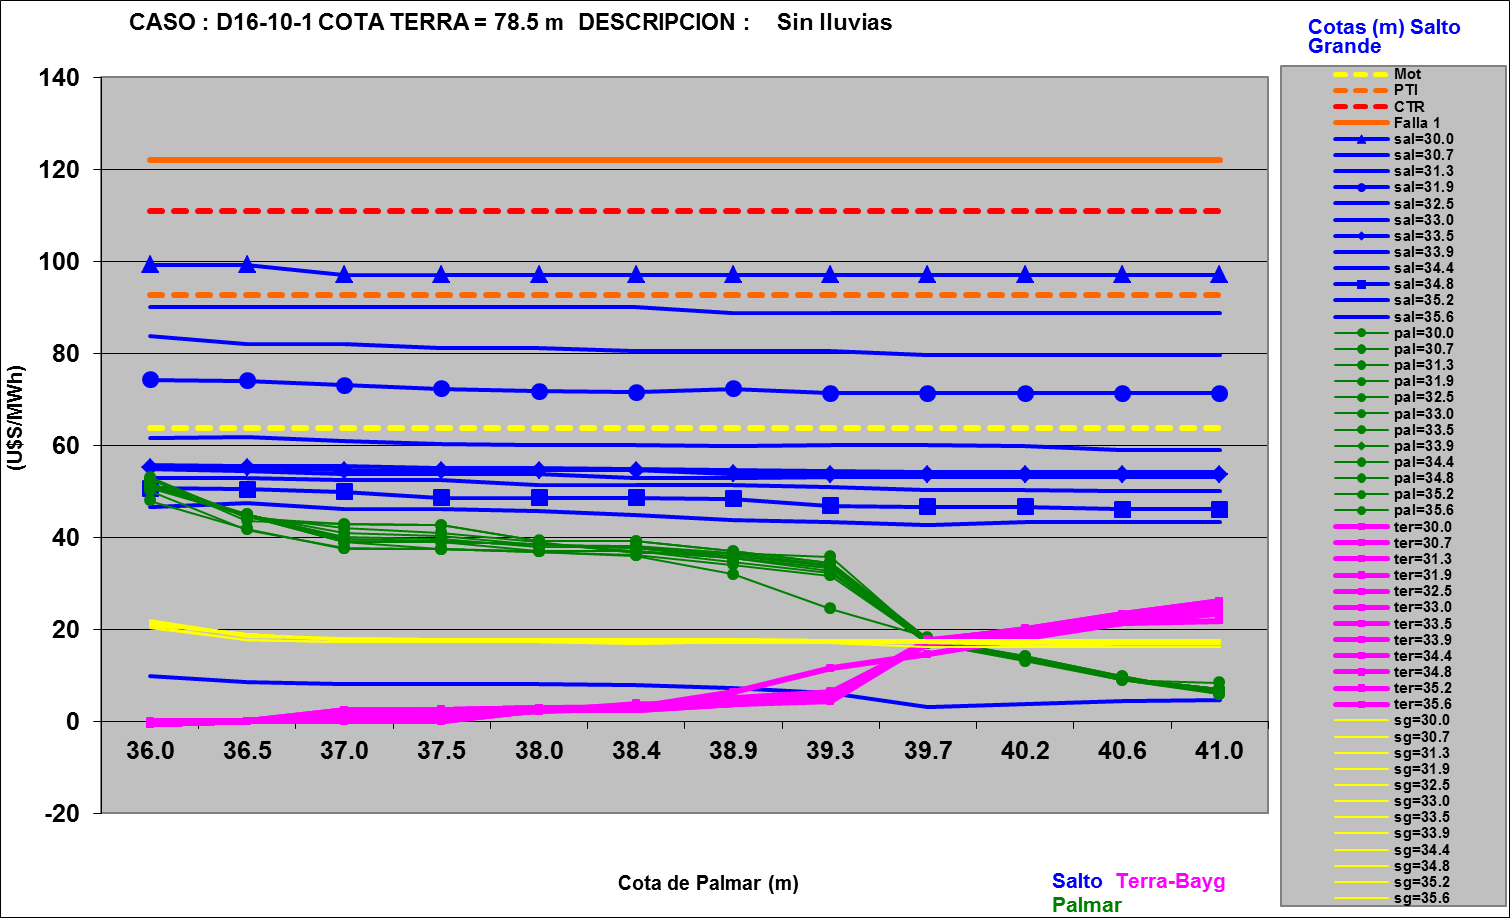 CASO : D16-10-1 COTA TERRA = 78.5 m DESCRIPCION : Sin lluvias
Cotas (m) Salto
Grande
140
120
100
80
60
40
20
0
-20
(U$S/MWh)
36.0 36.5 37.0 37.5 38.0 38.4 38.9 39.3 39.7 40.2 40.6 41.0
Cota de Palmar (m)
Salto Terra-Bayg
Palmar
Mot
PTI
CTR
Falla 1
sal=30.0
sal=30.7
sal=31.3
sal=31.9
sal=32.5
sal=33.0
sal=33.5
sal=33.9
sal=34.4
sal=34.8
sal=35.2
sal=35.6
pal=30.0
pal=30.7
pal=31.3
pal=31.9
pal=32.5
pal=33.0
pal=33.5
pal=33.9
pal=34.4
pal=34.8
pal=35.2
pal=35.6
ter=30.0
ter=30.7
ter=31.3
ter=31.9
ter=32.5
ter=33.0
ter=33.5
ter=33.9
ter=34.4
ter=34.8
ter=35.2
ter=35.6
sg=30.0
sg=30.7
sg=31.3
sg=31.9
sg=32.5
sg=33.0
sg=33.5
sg=33.9
sg=34.4
sg=34.8
sg=35.2
sg=35.6